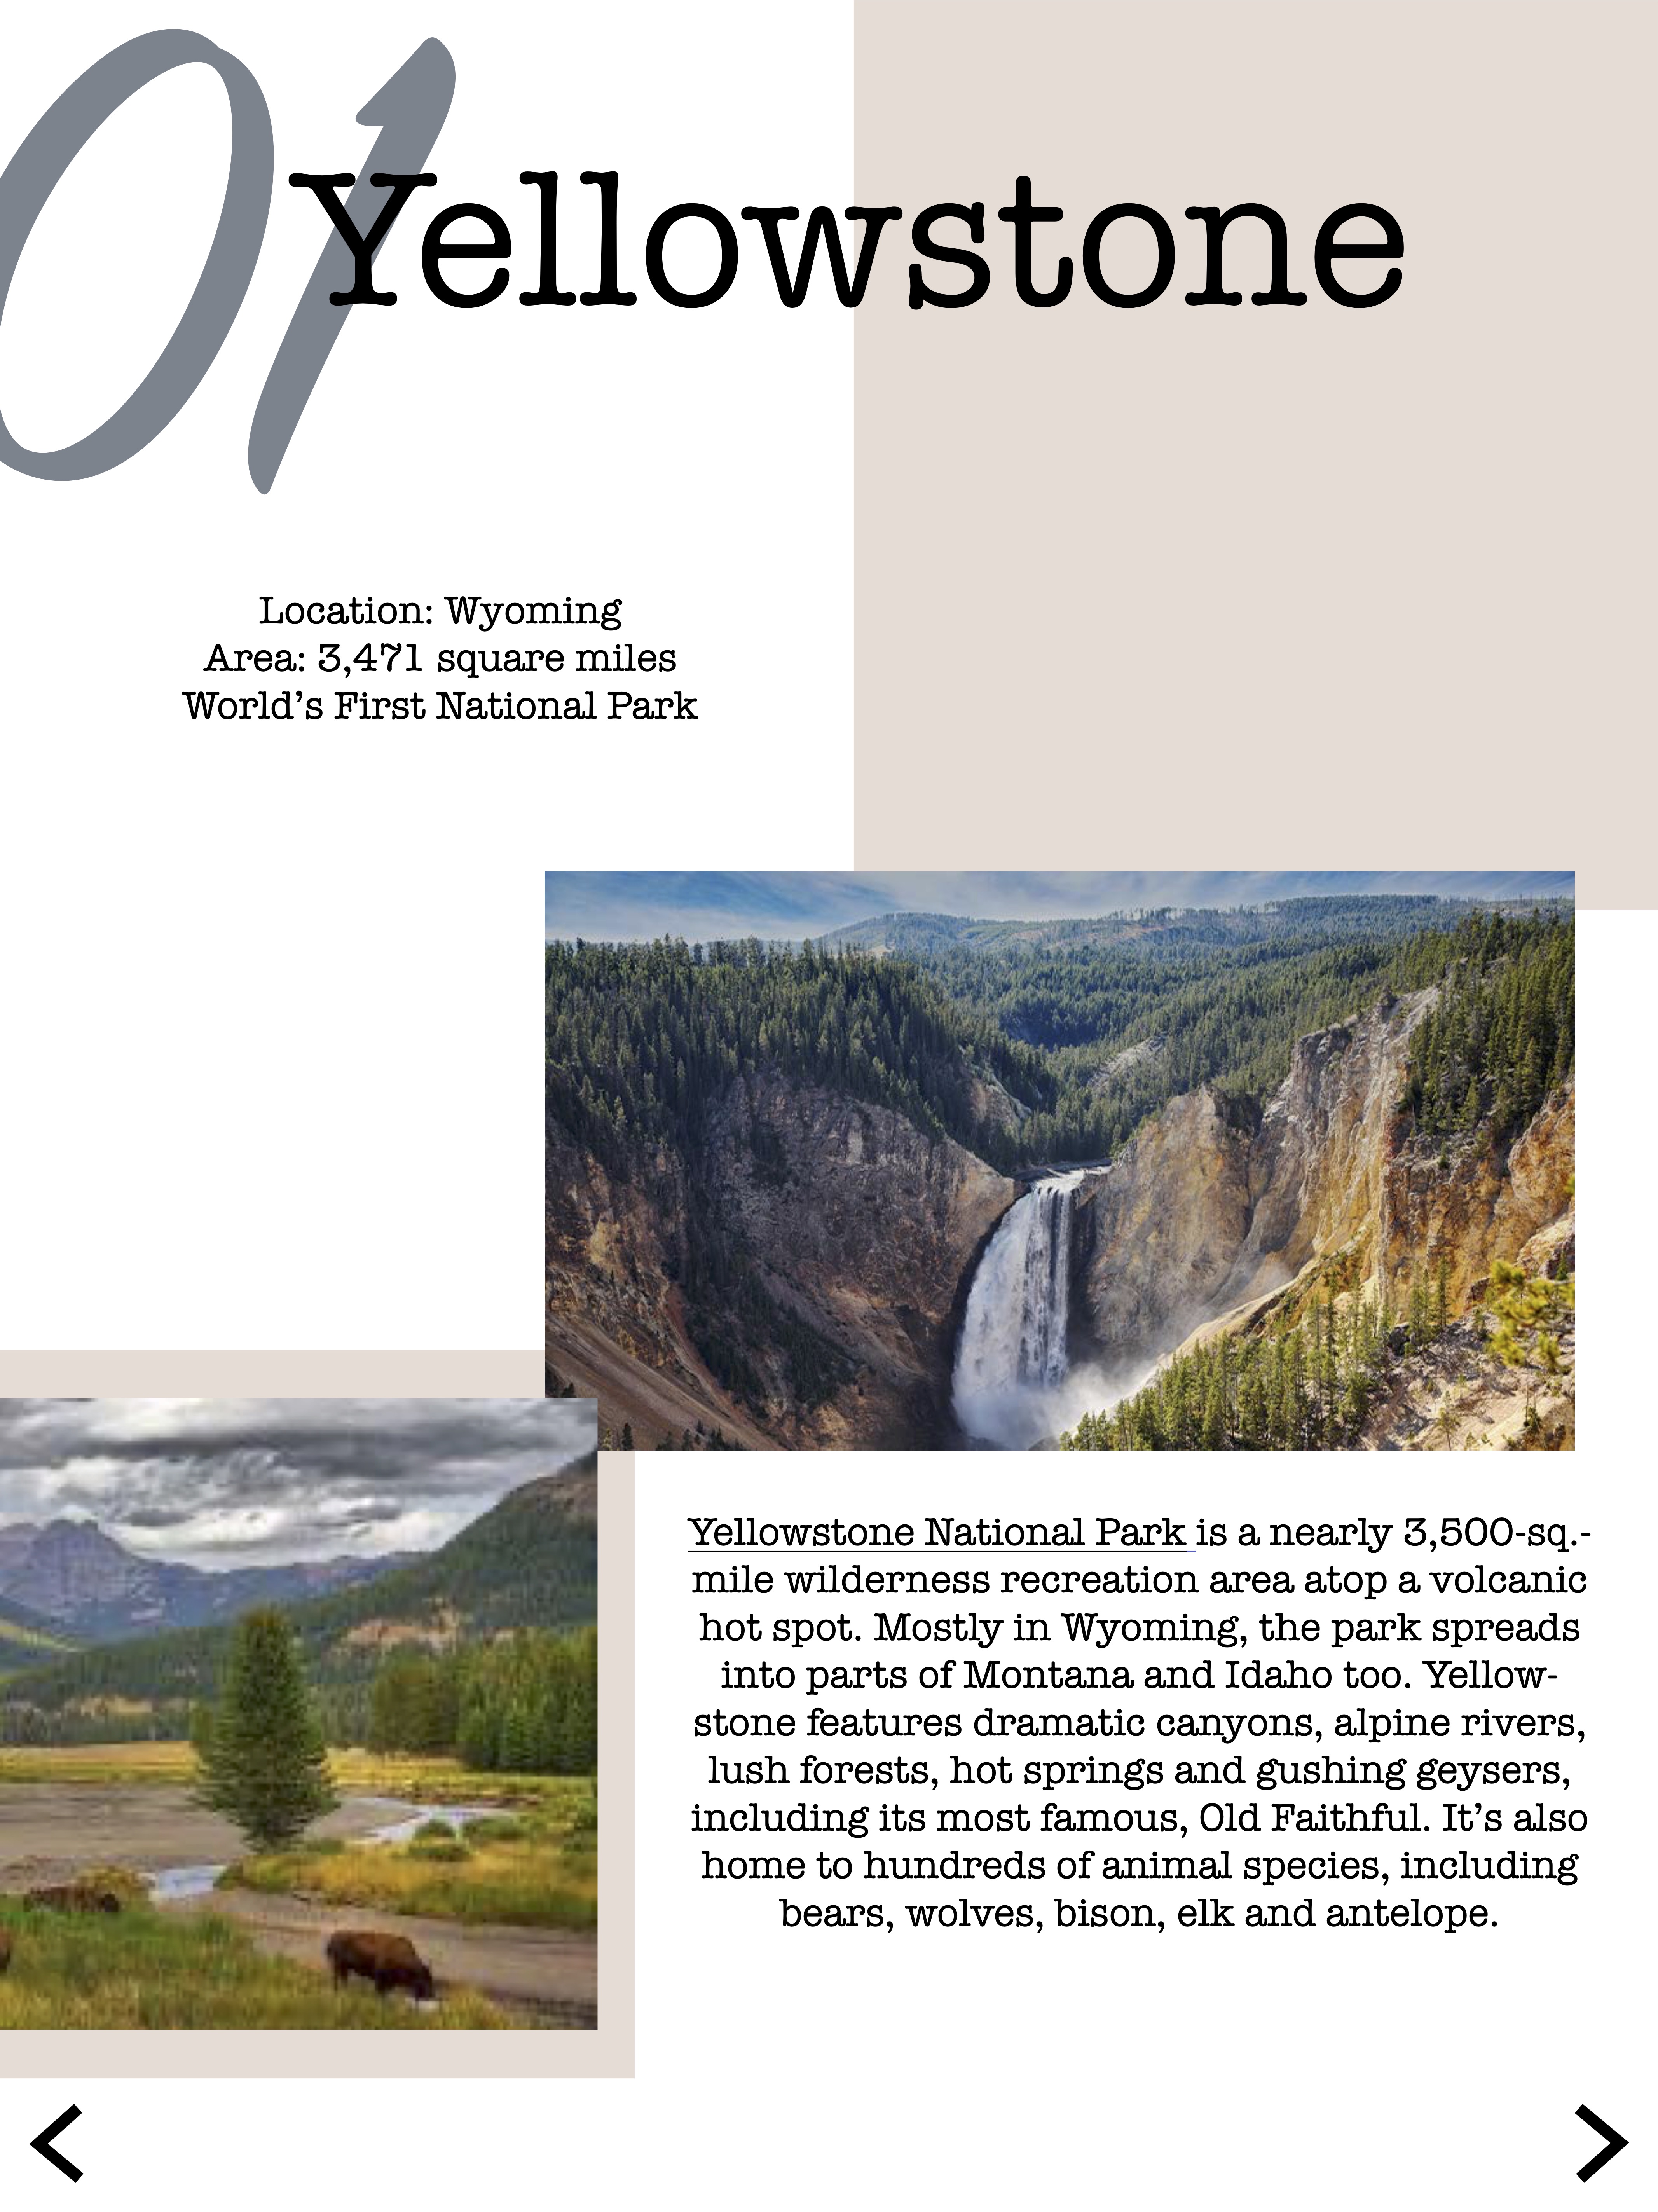 01
Yellowstone
Location: Wyoming
Area: 3,471 square miles
World’s First National Park
Yellowstone National Park is a nearly 3,500-sq.-
mile wilderness recreation area atop a volcanic
hot spot. Mostly in Wyoming, the park spreads
into parts of Montana and Idaho too. Yellow-
stone features dramatic canyons, alpine rivers,
lush forests, hot springs and gushing geysers,
including its most famous, Old Faithful. It’s also
home to hundreds of animal species, including
bears, wolves, bison, elk and antelope.